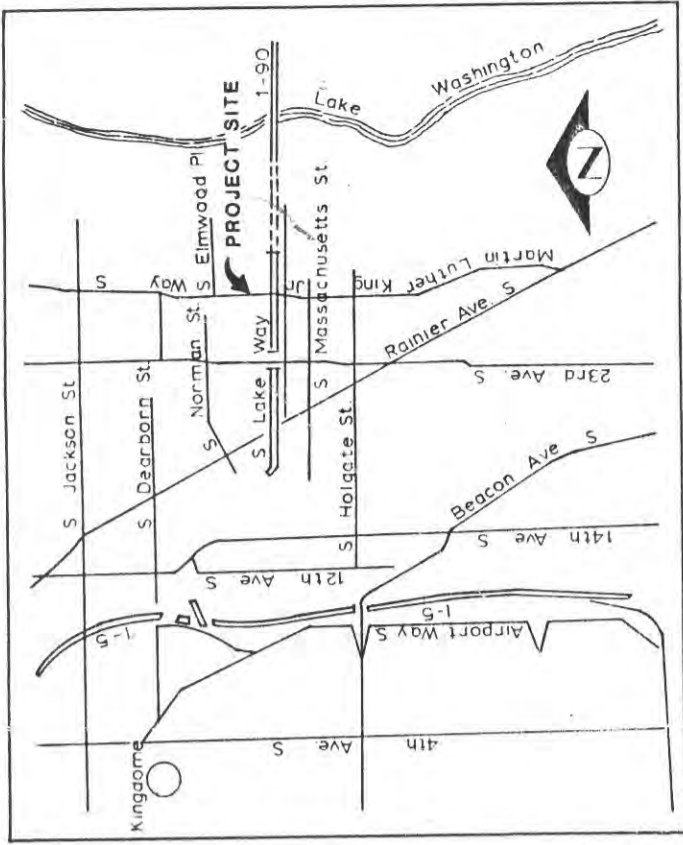 I-90
Lake
Washington
S Elmwood Pl
PROJECT SITE
Martin Luther King Jr Way S
S Massachusetts St.
S Lake Way
S Norman St.
S Jackson St
S Dearborn St.
Rainier Ave. S
23rd Ave. S
S Holgate St.
Beacon Ave S
14th Ave S
12th Ave S
I-5
I-5
Airport Way S
4th Ave S
Kingdome
N